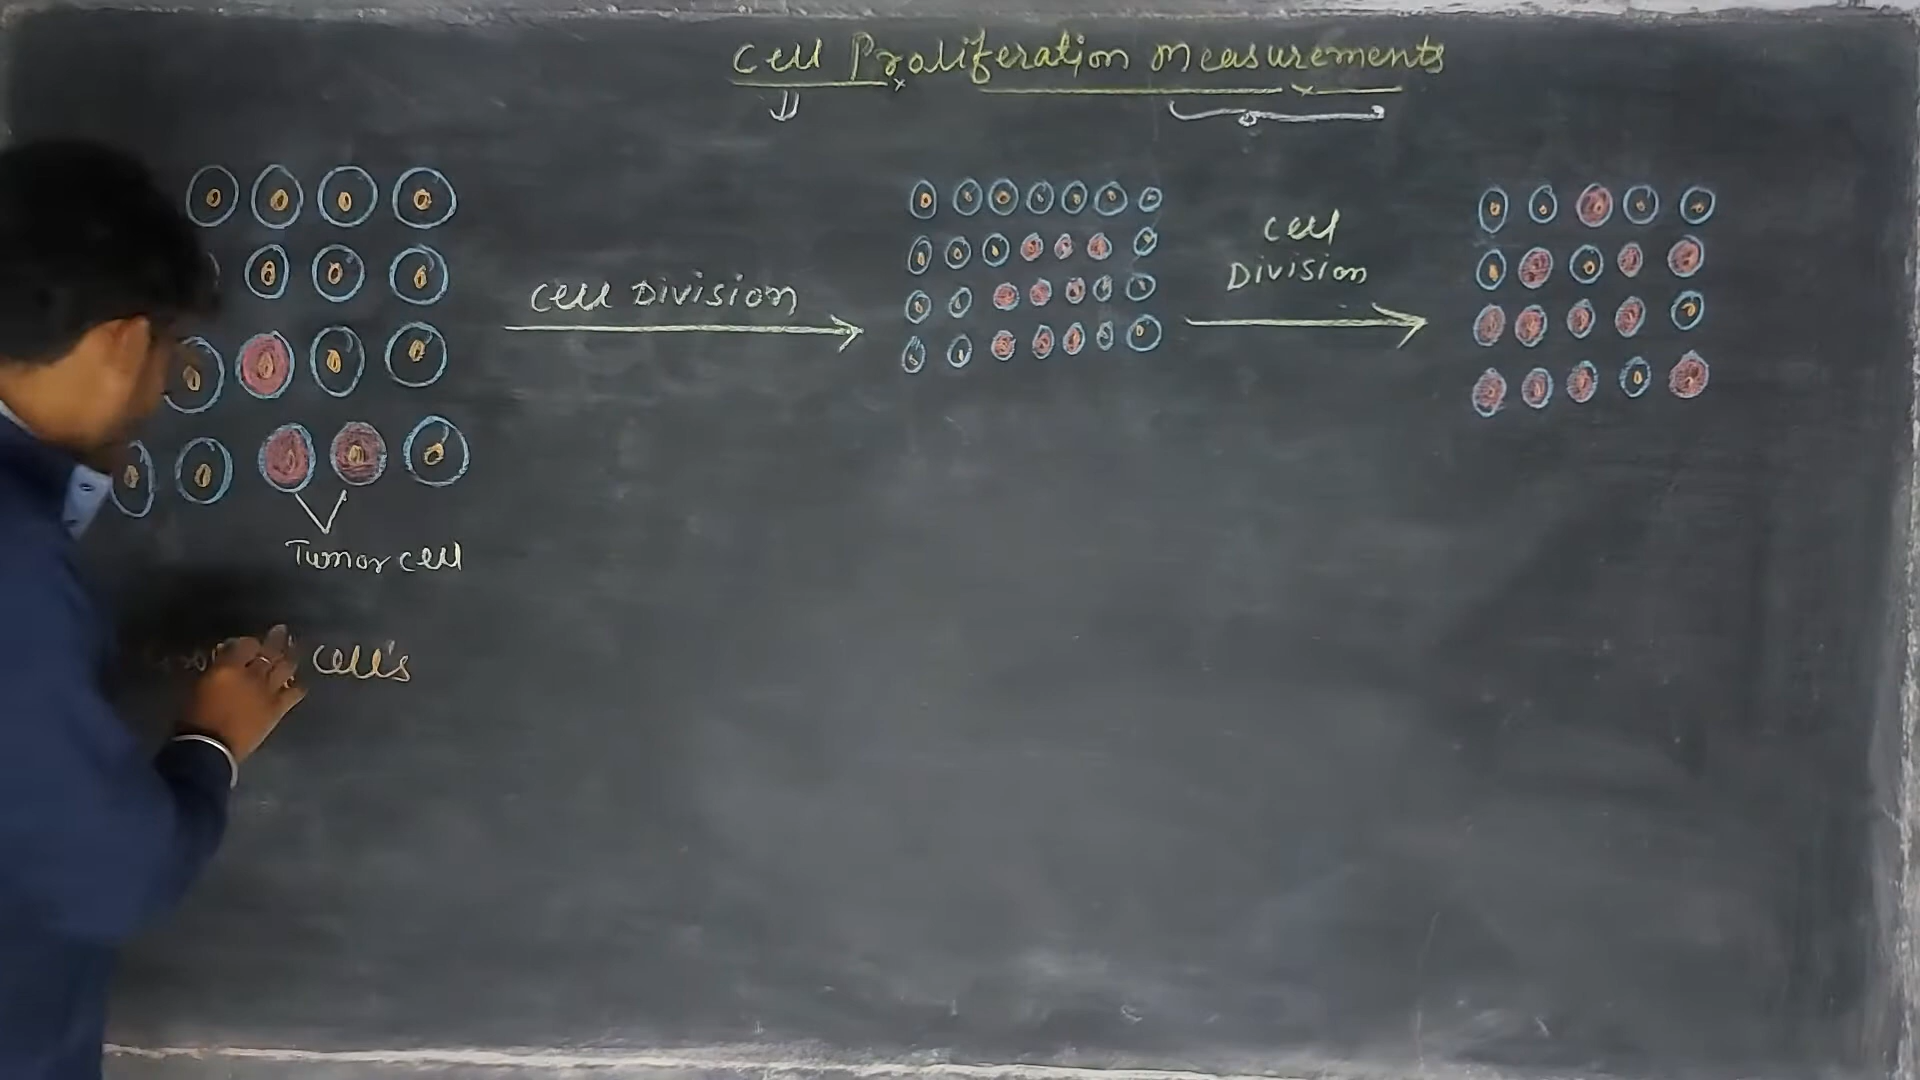 Cell Proliferation Measurements
Cell Division
Cell
Division
Tumor cell
Cell's